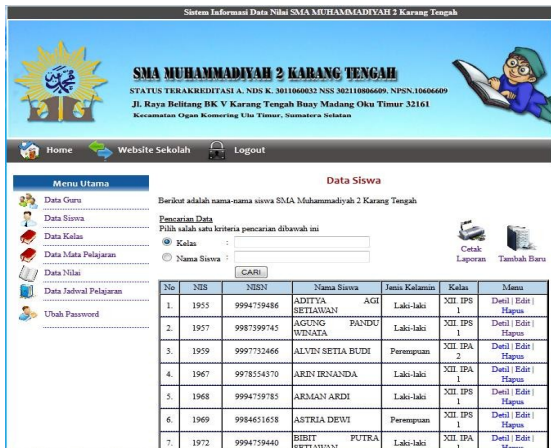 Sistem Informasi Data Nilai SMA MUHAMMADIYAH 2 Karang Tengah
SMA MUHAMMADIYAH 2 KARANG TENGAH
STATUS TERAKREDITASI A. NDS K. 3011060032 NSS 302110806609. NPSN.10606609
Jl. Raya Belitang BK V Karang Tengah Buay Madang Oku Timur 32161
Kecamatan Ogan Komering Ulu Timur, Sumatera Selatan
Home Website Sekolah Logout
Menu Utama
Data Guru
Data Siswa
Data Kelas
Data Mata Pelajaran
Data Nilai
Data Jadwal Pelajaran
Ubah Password
Data Siswa
Berikut adalah nama-nama siswa SMA Muhammadiyah 2 Karang Tengah
Pencarian Data
Pilih salah satu kriteria pencarian dibawah ini
Kelas :
Nama Siswa :
CARI
Cetak
Laporan
Tambah Baru
No NIS NISN Nama Siswa Jenis Kelamin Kelas Menu
1. 1955 9994759486 ADITYA AGI SETIAWAN Laki-laki XII. IPS 1 Detil | Edit | Hapus
2. 1957 9987399745 AGUNG PANDU WINATA Laki-laki XII. IPA 1 Detil | Edit | Hapus
3. 1959 9997732466 ALVIN SETIA BUDI Perempuan XII. IPA 2 Detil | Edit | Hapus
4. 1967 9978554370 ARIN IRNANDA Laki-laki XII. IPA 1 Detil | Edit | Hapus
5. 1968 9994759785 ARMAN ARDI Laki-laki XII. IPS 1 Detil | Edit | Hapus
6. 1969 9984651658 ASTRIA DEWI Perempuan XII. IPS 1 Detil | Edit | Hapus
7. 1972 9994759440 BIBIT PUTRA SETIAWAN Laki-laki XII. IPA 1 Detil | Edit | Hapus